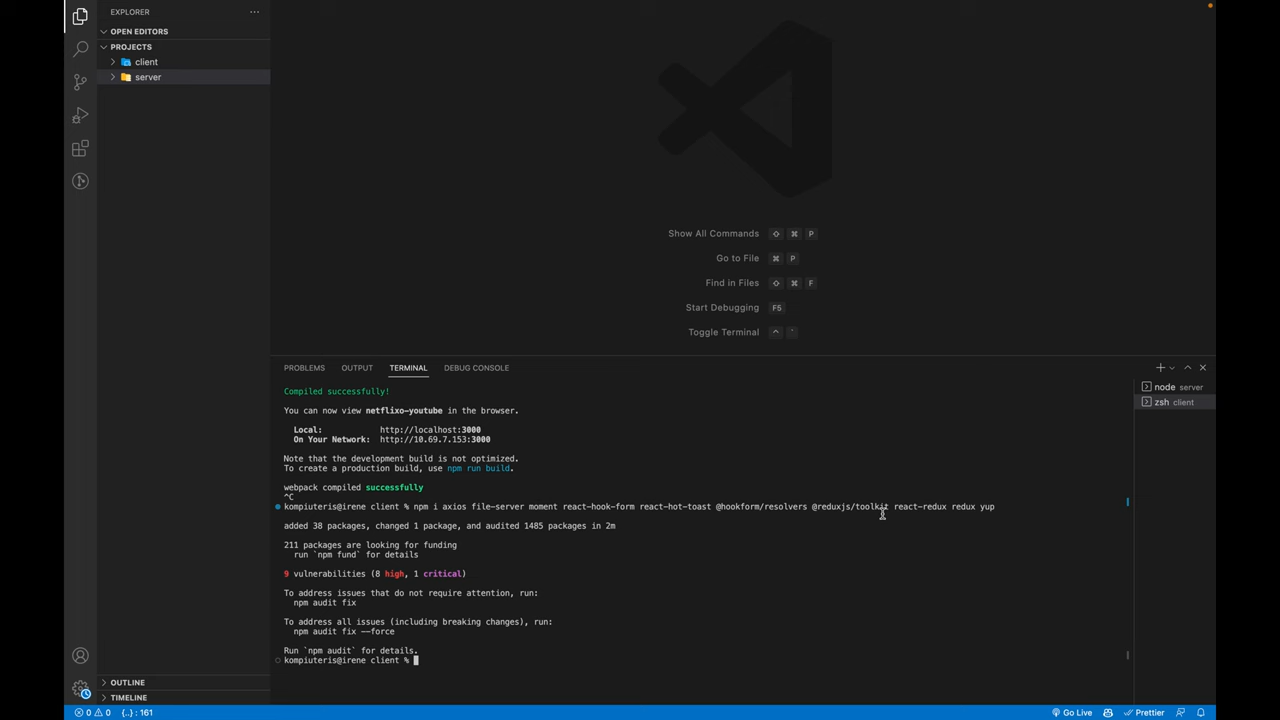 EXPLORER
OPEN EDITORS
PROJECTS
client
server
Show All Commands ⇧ ⌘ P
Go to File ⌘ P
Find in Files ⇧ ⌘ F
Start Debugging F5
Toggle Terminal ^ `
PROBLEMS OUTPUT TERMINAL DEBUG CONSOLE
node server
zsh client
Compiled successfully!
You can now view netflixo-youtube in the browser.
Local: http://localhost:3000
On Your Network: http://10.69.7.153:3000
Note that the development build is not optimized.
To create a production build, use npm run build.
webpack compiled successfully
^C
kompiuteris@irene client % npm i axios file-server moment react-hook-form react-hot-toast @hookform/resolvers @reduxjs/toolkit react-redux redux yup
added 38 packages, changed 1 package, and audited 1485 packages in 2m
211 packages are looking for funding
run `npm fund` for details
9 vulnerabilities (8 high, 1 critical)
To address issues that do not require attention, run:
npm audit fix
To address all issues (including breaking changes), run:
npm audit fix --force
Run `npm audit` for details.
kompiuteris@irene client %
OUTLINE
TIMELINE
0 0 {..} : 161 Go Live Prettier